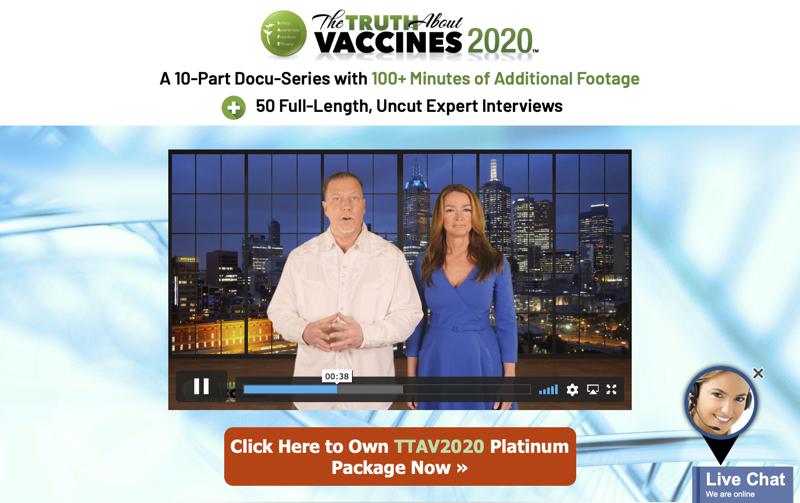 The TRUTH About
VACCINES 2020™
A 10-Part Docu-Series with 100+ Minutes of Additional Footage
50 Full-Length, Uncut Expert Interviews
00:38
Click Here to Own TTAV2020 Platinum
Package Now »
Live Chat
We are online